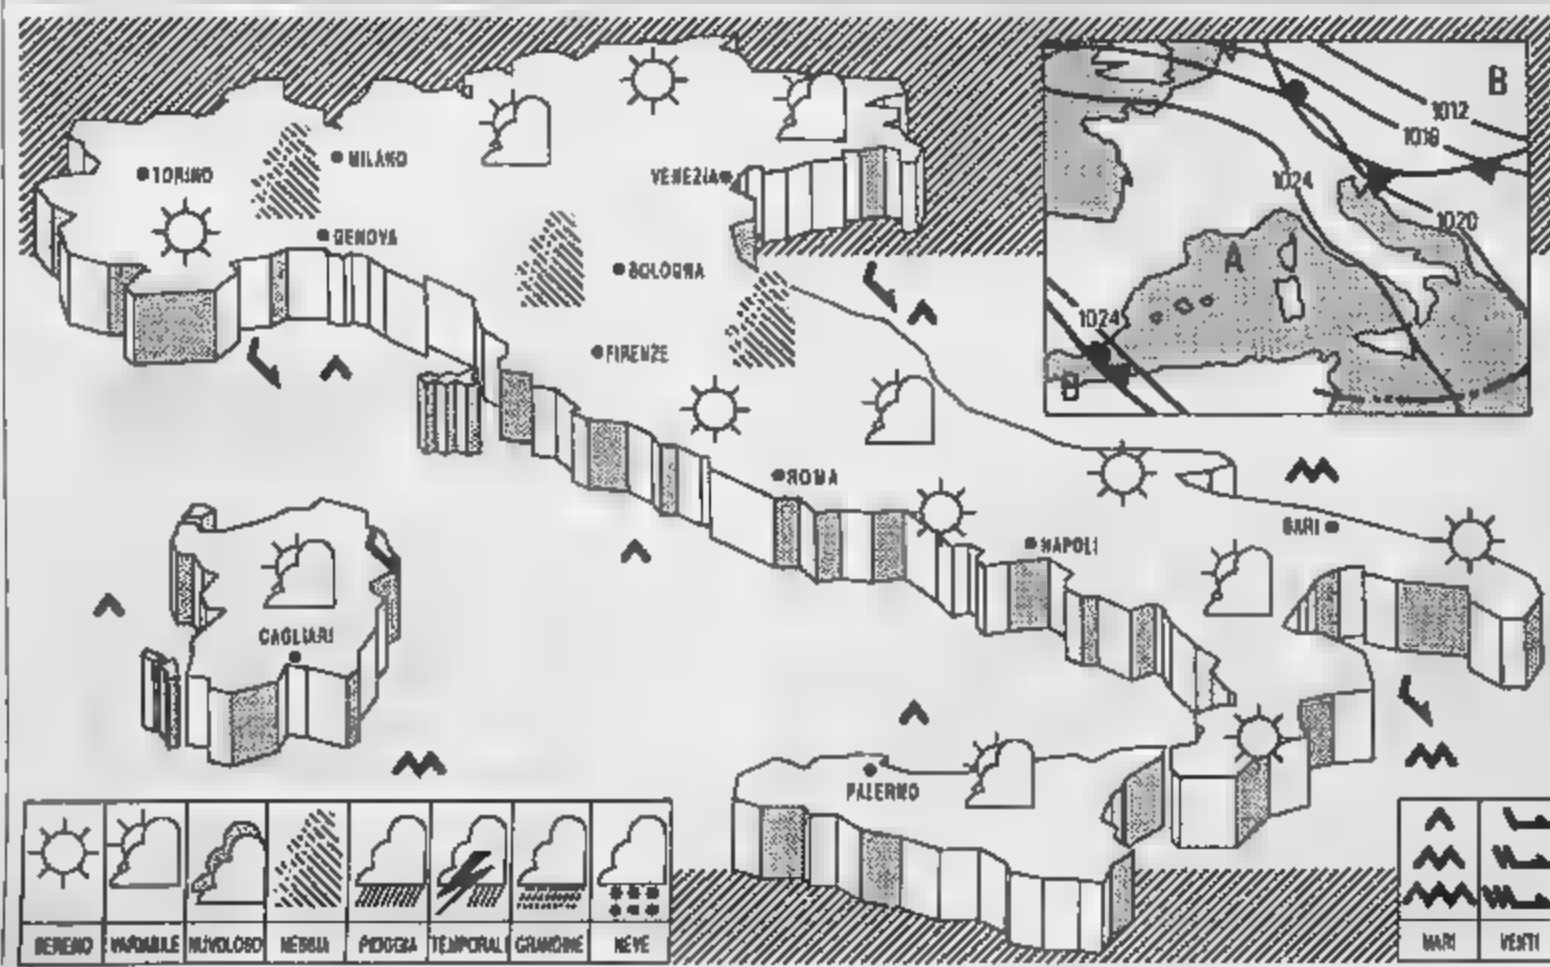 B
1012
1018
TORINO
MILANO
VENEZIA
1024
1020
GENOVA
BOLOGNA
A
1024
FIRENZE
B
ROMA
BARI
NAPOLI
CAGLIARI
PALERMO
SERENO VARIABILE NUVOLOSO NEBBIA PIOGGIA TEMPORALI GRANDINE NEVE
MARI VENTI